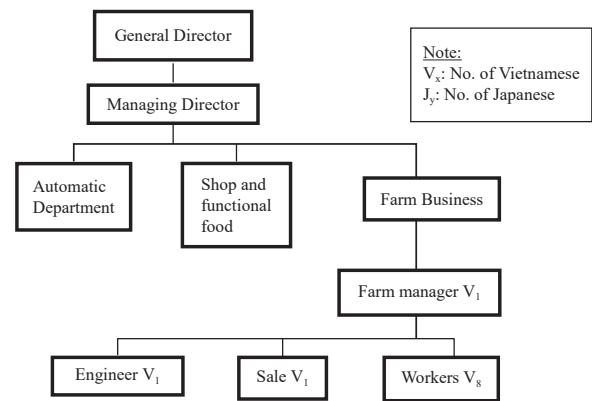 General Director
Note:
Vₓ: No. of Vietnamese
Jᵧ: No. of Japanese
Managing Director
Automatic
Department
Shop and
functional
food
Farm Business
Farm manager V₁
Engineer V₁
Sale V₁
Workers V₈